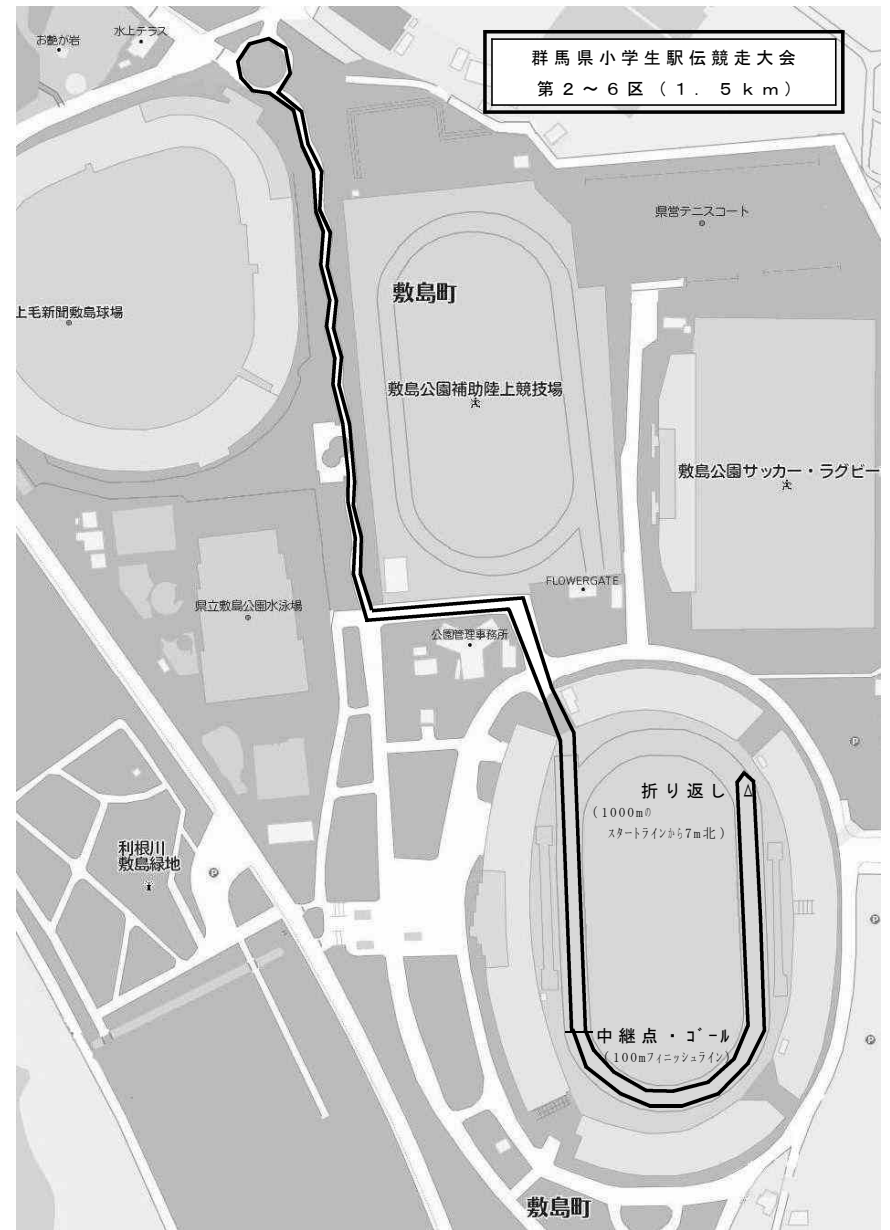 お艶が岩
水上テラス
群馬県小学生駅伝競走大会
第2～6区（1．5km）
県営テニスコート
敷島町
上毛新聞敷島球場
敷島公園補助陸上競技場
敷島公園サッカー・ラグビー
FLOWERGATE
県立敷島公園水泳場
公園管理事務所
P
折り返し
（1000mの
スタートラインから7m北）
利根川
敷島緑地
P
P
中継点・ゴール
（100mフィニッシュライン）
P
敷島町